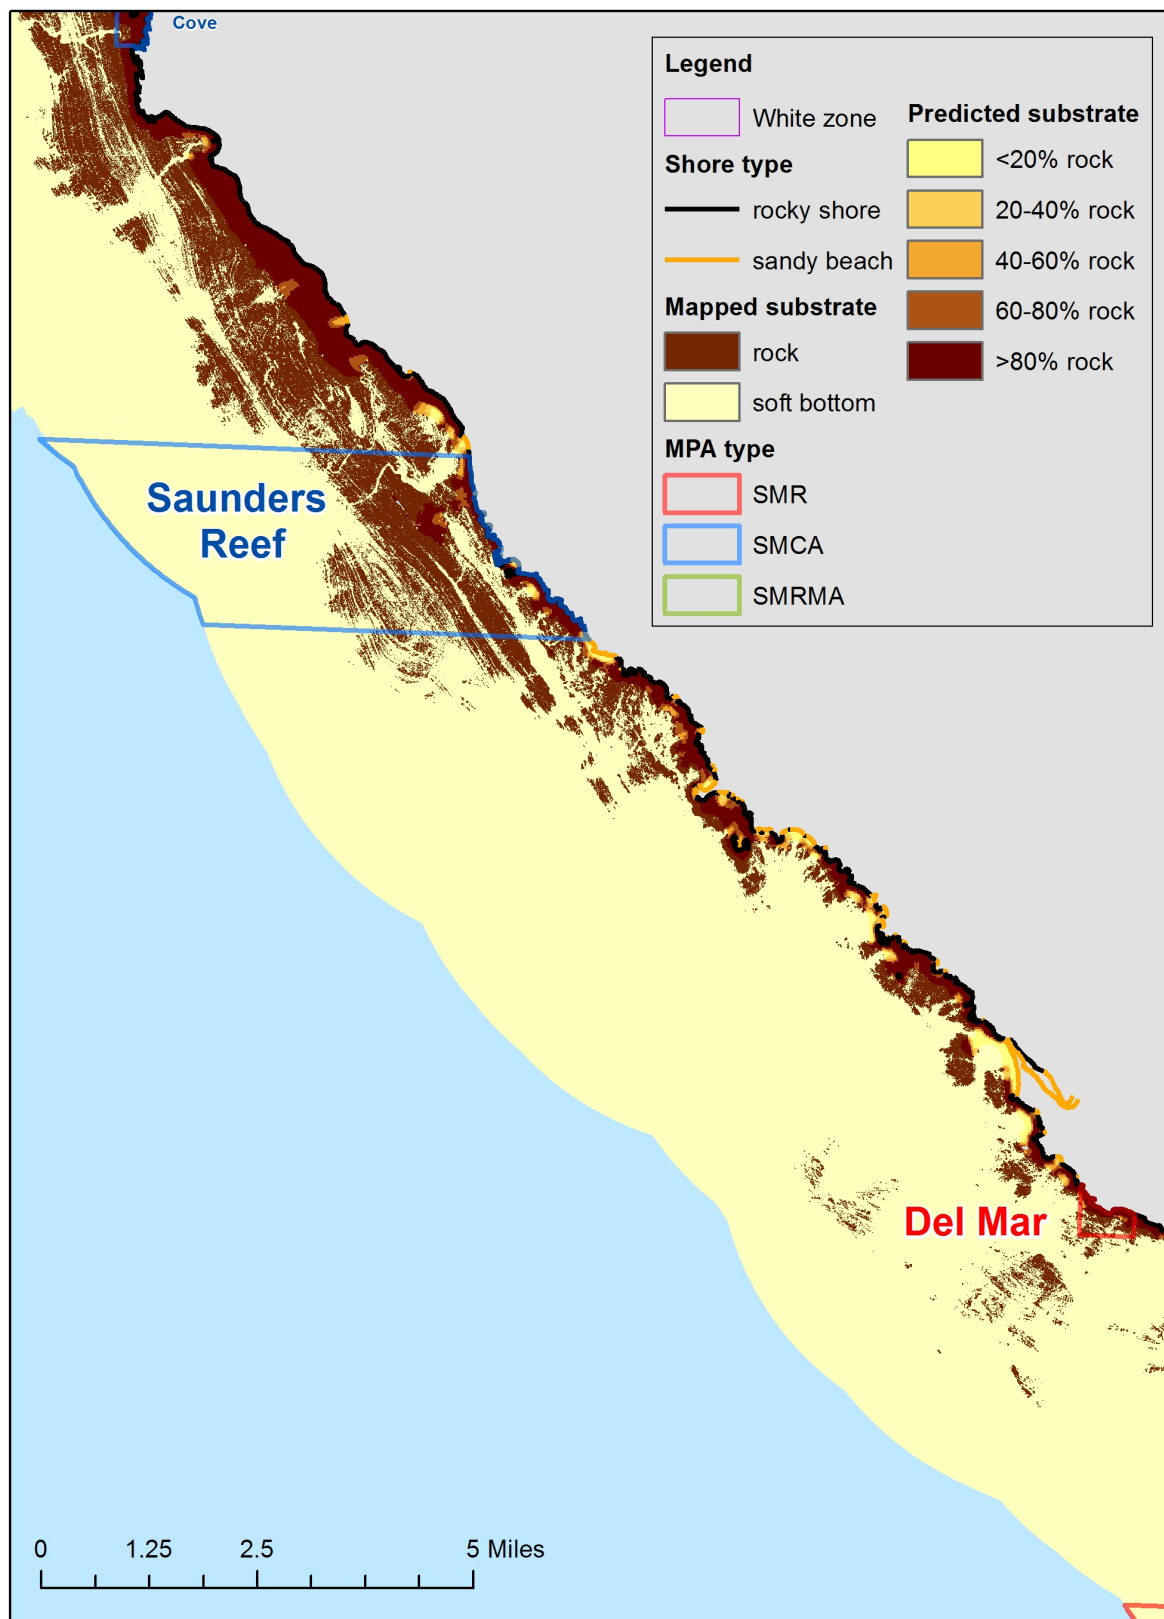 Cove
Legend
White zone
Shore type
rocky shore
sandy beach
Mapped substrate
rock
soft bottom
MPA type
SMR
SMCA
SMRMA
Predicted substrate
<20% rock
20-40% rock
40-60% rock
60-80% rock
>80% rock
Saunders
Reef
Del Mar
0 1.25 2.5 5 Miles